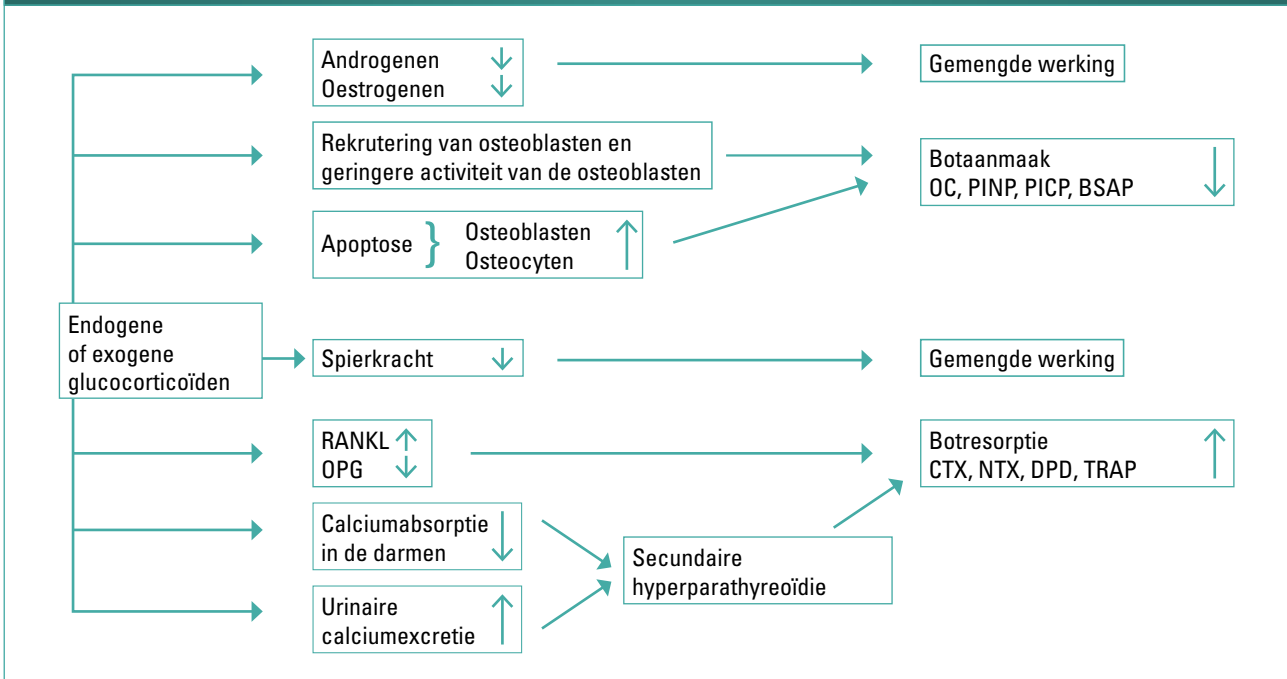 Androgenen
Oestrogenen
Gemengde werking
Rekrutering van osteoblasten en
geringere activiteit van de osteoblasten
Botaanmaak
OC, PINP, PICP, BSAP
Apoptose } Osteoblasten
Osteocyten
Endogene
of exogene
glucocorticoïden
Spierkracht
Gemengde werking
RANKL
OPG
Botresorptie
CTX, NTX, DPD, TRAP
Calciumabsorptie
in de darmen
Secundaire
hyperparathyreoïdie
Urinaire
calciumexcretie